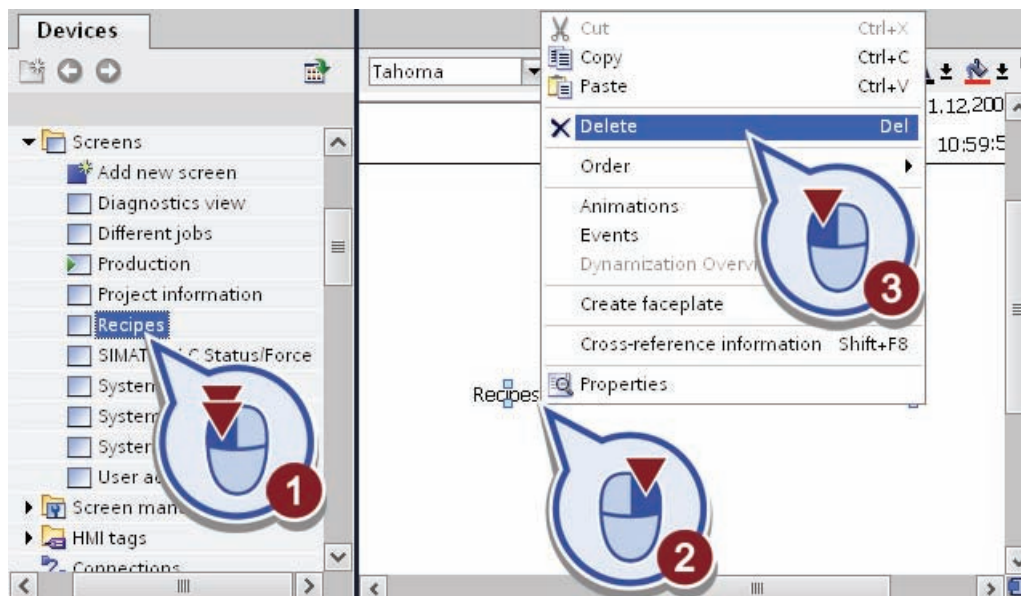 Devices
Screens
Add new screen
Diagnostics view
Different jobs
Production
Project information
Recipes
SIMAT C Status/Force
System
System
System
User a
Screen man
HMI tags
Connections
1
Tahoma
1.12.200
10:59:5
Cut Ctrl+X
Copy Ctrl+C
Paste Ctrl+V
Delete Del
Order
Animations
Events
Dynamization Overvi
Create faceplate
Cross-reference information Shift+F8
Properties
3
Recipes
2